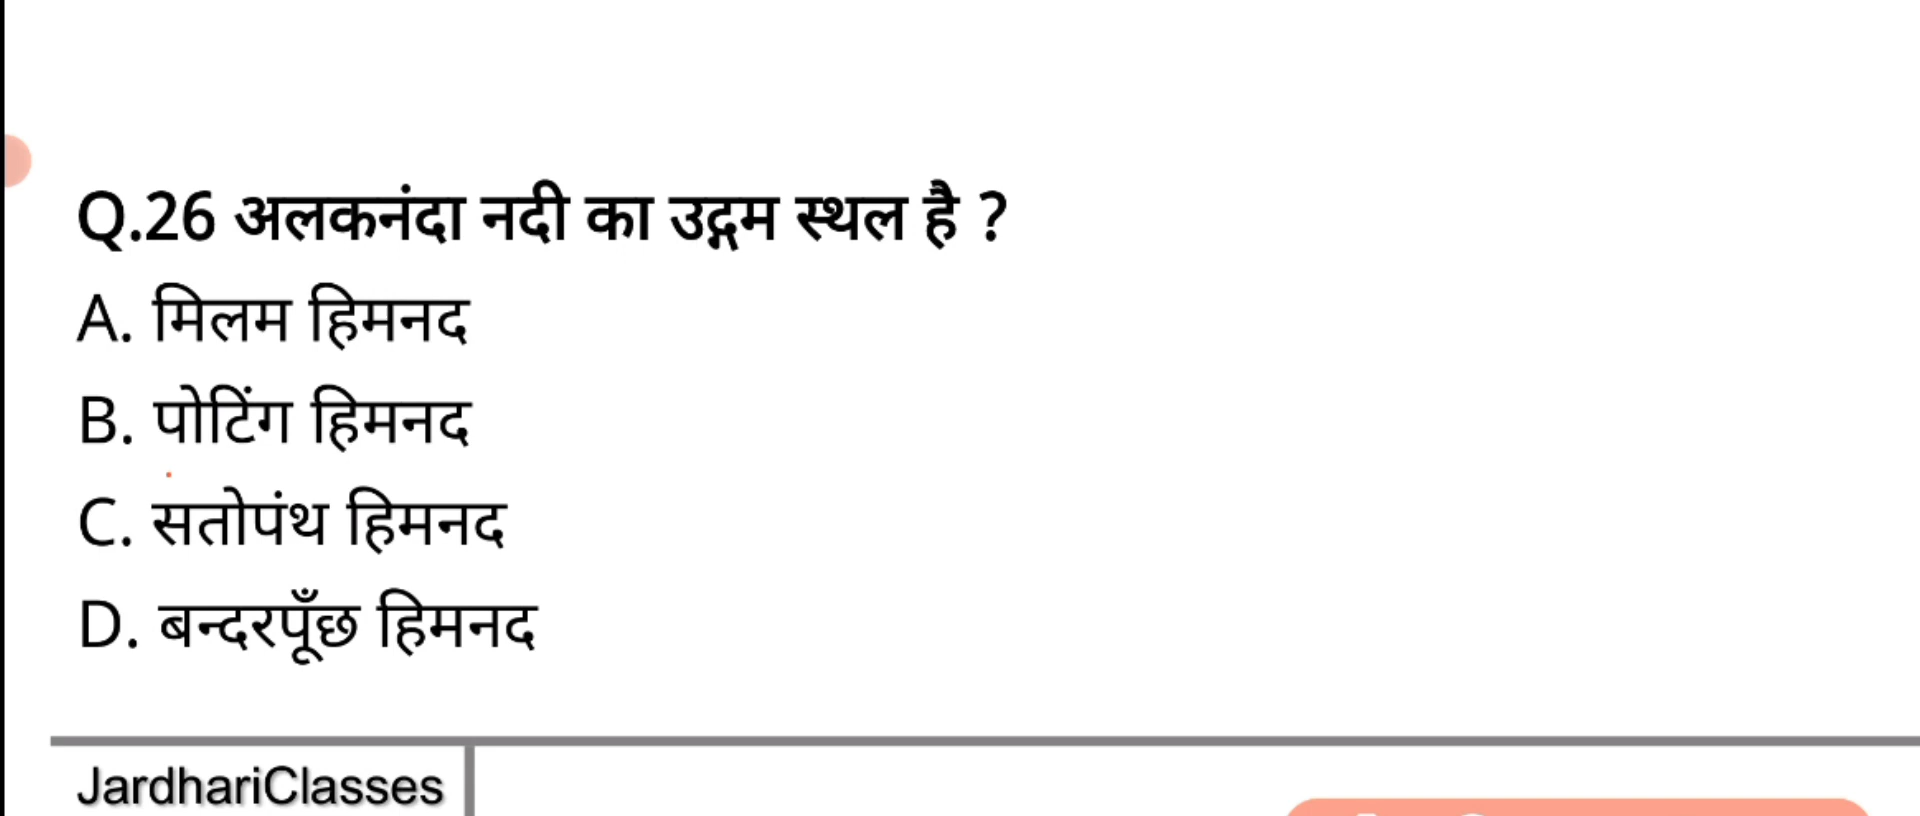 Q.26 अलकनंदा नदी का उद्गम स्थल है ?
A. मिलम हिमनद
B. पोटिंग हिमनद
C. सतोपंथ हिमनद
D. बन्दरपूँछ हिमनद
JardhariClasses